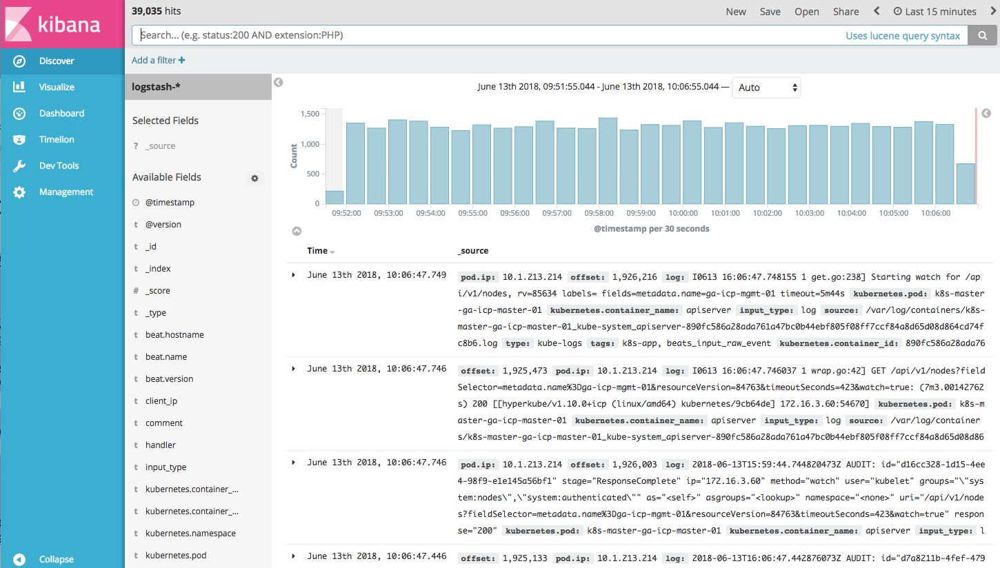 kibana
Discover
Visualize
Dashboard
Timelion
Dev Tools
Management
Collapse
39,035 hits
New Save Open Share Last 15 minutes
Search... (e.g. status:200 AND extension:PHP) Uses lucene query syntax
Add a filter +
logstash-*
Selected Fields
? _source
Available Fields
@timestamp
t @version
t _id
t _index
# _score
t _type
t beat.hostname
t beat.name
t beat.version
t client_ip
t comment
t handler
t input_type
t kubernetes.container_...
t kubernetes.container_...
t kubernetes.namespace
t kubernetes.pod
June 13th 2018, 09:51:55.044 - June 13th 2018, 10:06:55.044 — Auto
Count
1,500
1,000
500
0
09:52:00 09:53:00 09:54:00 09:55:00 09:56:00 09:57:00 09:58:00 09:59:00 10:00:00 10:01:00 10:02:00 10:03:00 10:04:00 10:05:00 10:06:00
@timestamp per 30 seconds
Time _source
June 13th 2018, 10:06:47.749 pod.ip: 10.1.213.214 offset: 1,926,216 log: I0613 16:06:47.748155 1 get.go:238] Starting watch for /ap
i/v1/nodes, rv=85634 labels= fields=metadata.name=ga-icp-mgmt-01 timeout=5m44s kubernetes.pod: k8s-master
-ga-icp-master-01 kubernetes.container_name: apiserver input_type: log source: /var/log/containers/k8s-
master-ga-icp-master-01_kube-system_apiserver-890fc586a28ada761a47bc0b44ebf805f08ff7ccf84a8d65d08d864cd74f
c8b6.log type: kube-logs tags: k8s-app, beats_input_raw_event kubernetes.container_id: 890fc586a28ada76
June 13th 2018, 10:06:47.746 offset: 1,925,473 pod.ip: 10.1.213.214 log: I0613 16:06:47.746037 1 wrap.go:42] GET /api/v1/nodes?field
Selector=metadata.name%3Dga-icp-mgmt-01&resourceVersion=84763&timeoutSeconds=423&watch=true: (7m3.00142762
s) 200 [[hyperkube/v1.10.0+icp (linux/amd64) kubernetes/9cb64de] 172.16.3.60:54670] kubernetes.pod: k8s-m
aster-ga-icp-master-01 kubernetes.container_name: apiserver input_type: log source: /var/log/container
s/k8s-master-ga-icp-master-01_kube-system_apiserver-890fc586a28ada761a47bc0b44ebf805f08ff7ccf84a8d65d08d86
June 13th 2018, 10:06:47.746 pod.ip: 10.1.213.214 offset: 1,926,003 log: 2018-06-13T15:59:44.744820473Z AUDIT: id="d16cc328-1d15-4ee
4-98f9-e1e145a56bf1" stage="ResponseComplete" ip="172.16.3.60" method="watch" user="kubelet" groups="\"sys
tem:nodes\",\"system:authenticated\"" as="<self>" asgroups="<lookup>" namespace="<none>" uri="/api/v1/node
s?fieldSelector=metadata.name%3Dga-icp-mgmt-01&resourceVersion=84763&timeoutSeconds=423&watch=true" respon
se="200" kubernetes.pod: k8s-master-ga-icp-master-01 kubernetes.container_name: apiserver input_type: l
June 13th 2018, 10:06:47.446 offset: 1,925,133 pod.ip: 10.1.213.214 log: 2018-06-13T16:06:47.442876073Z AUDIT: id="d7a8211b-4fef-479